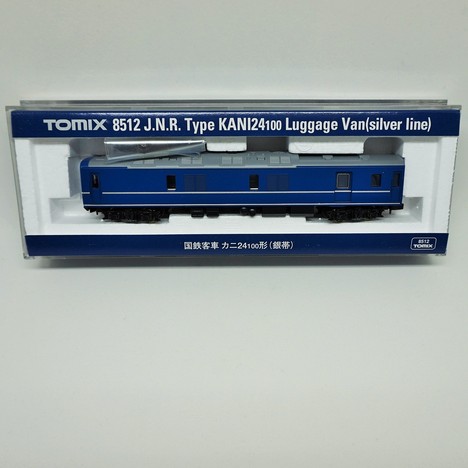 TOMIX 8512 J.N.R. Type KANI24100 Luggage Van(silver line)
国鉄客車 カニ24100形(銀帯)
8512
TOMIX